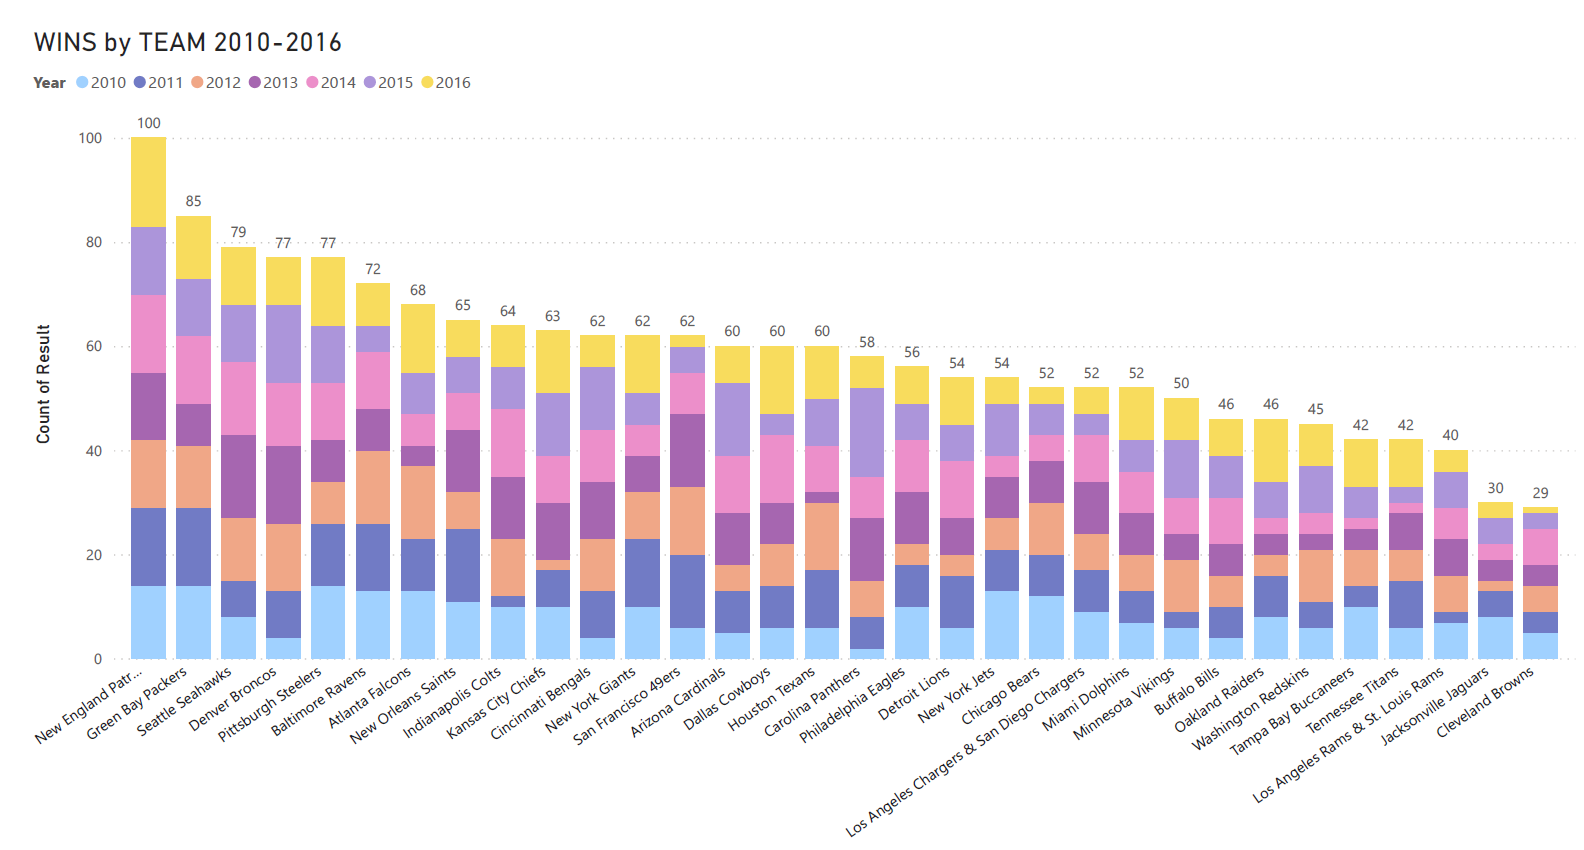 WINS by TEAM 2010-2016
Year 2010 2011 2012 2013 2014 2015 2016
Count of Result
100
80
60
40
20
0
100
85
79
77
77
72
68
65
64
63
62
62
62
60
60
60
58
56
54
54
52
52
52
50
46
46
45
42
42
40
30
29
New England Patr...
Green Bay Packers
Seattle Seahawks
Denver Broncos
Pittsburgh Steelers
Baltimore Ravens
Atlanta Falcons
New Orleans Saints
Indianapolis Colts
Kansas City Chiefs
Cincinnati Bengals
New York Giants
San Francisco 49ers
Arizona Cardinals
Dallas Cowboys
Houston Texans
Carolina Panthers
Philadelphia Eagles
Detroit Lions
New York Jets
Chicago Bears
Los Angeles Chargers & San Diego Chargers
Miami Dolphins
Minnesota Vikings
Buffalo Bills
Oakland Raiders
Washington Redskins
Tampa Bay Buccaneers
Tennessee Titans
Los Angeles Rams & St. Louis Rams
Jacksonville Jaguars
Cleveland Browns